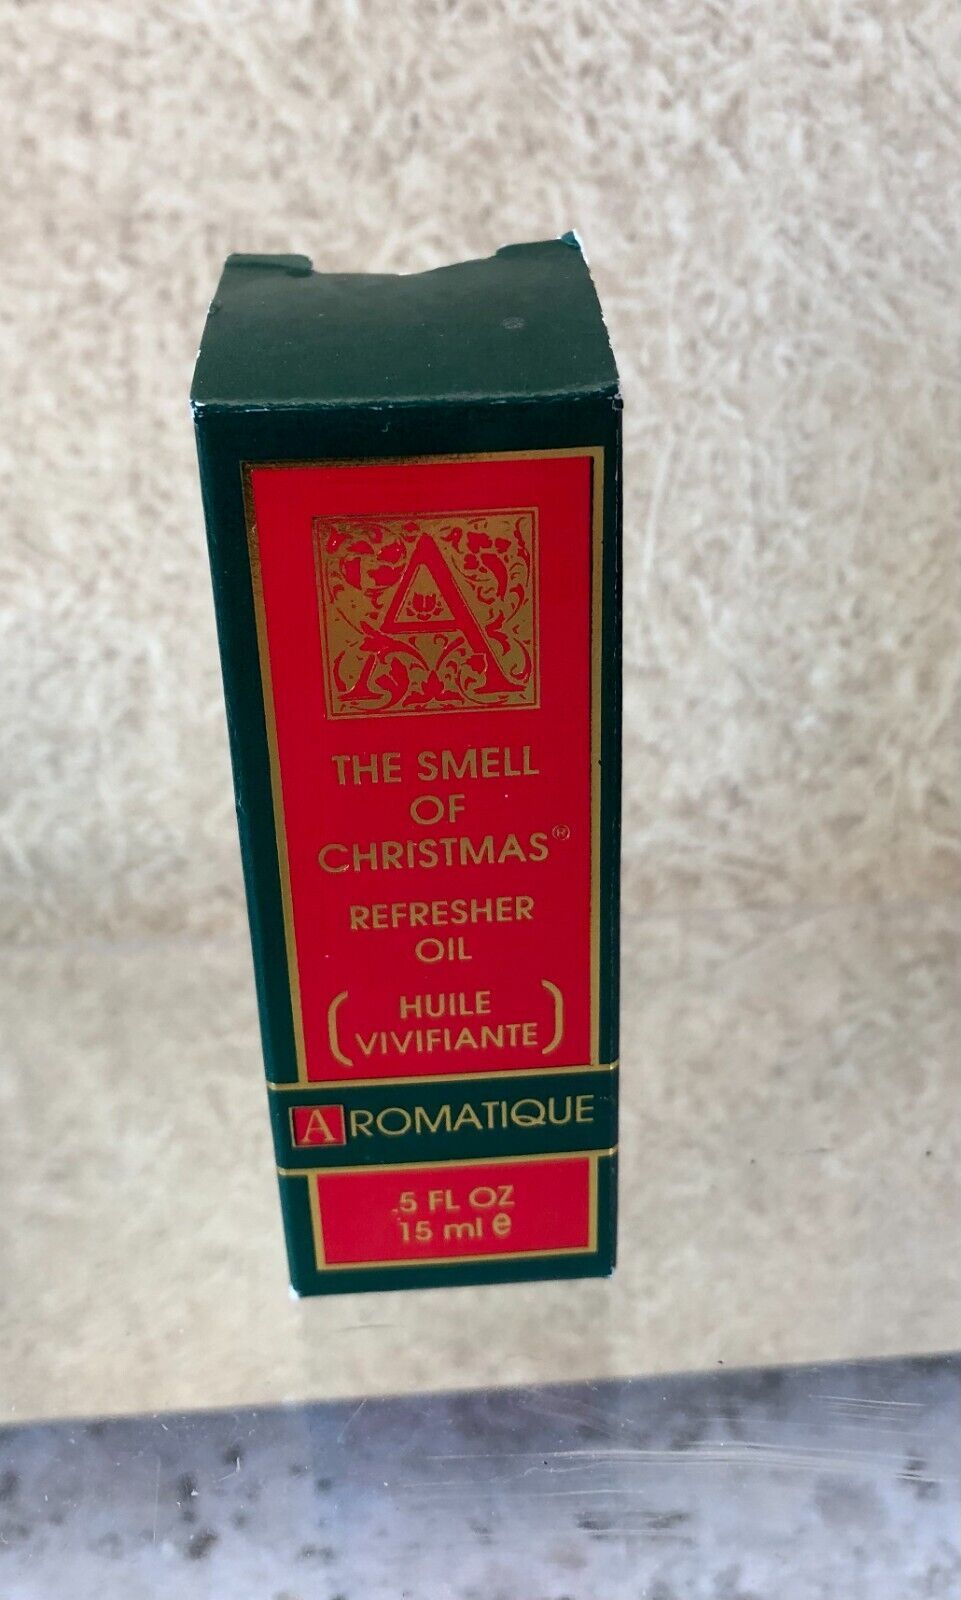 A
THE SMELL
OF
CHRISTMAS®
REFRESHER
OIL
(HUILE
VIVIFIANTE)
AROMATIQUE
.5 FL OZ
15 ml e